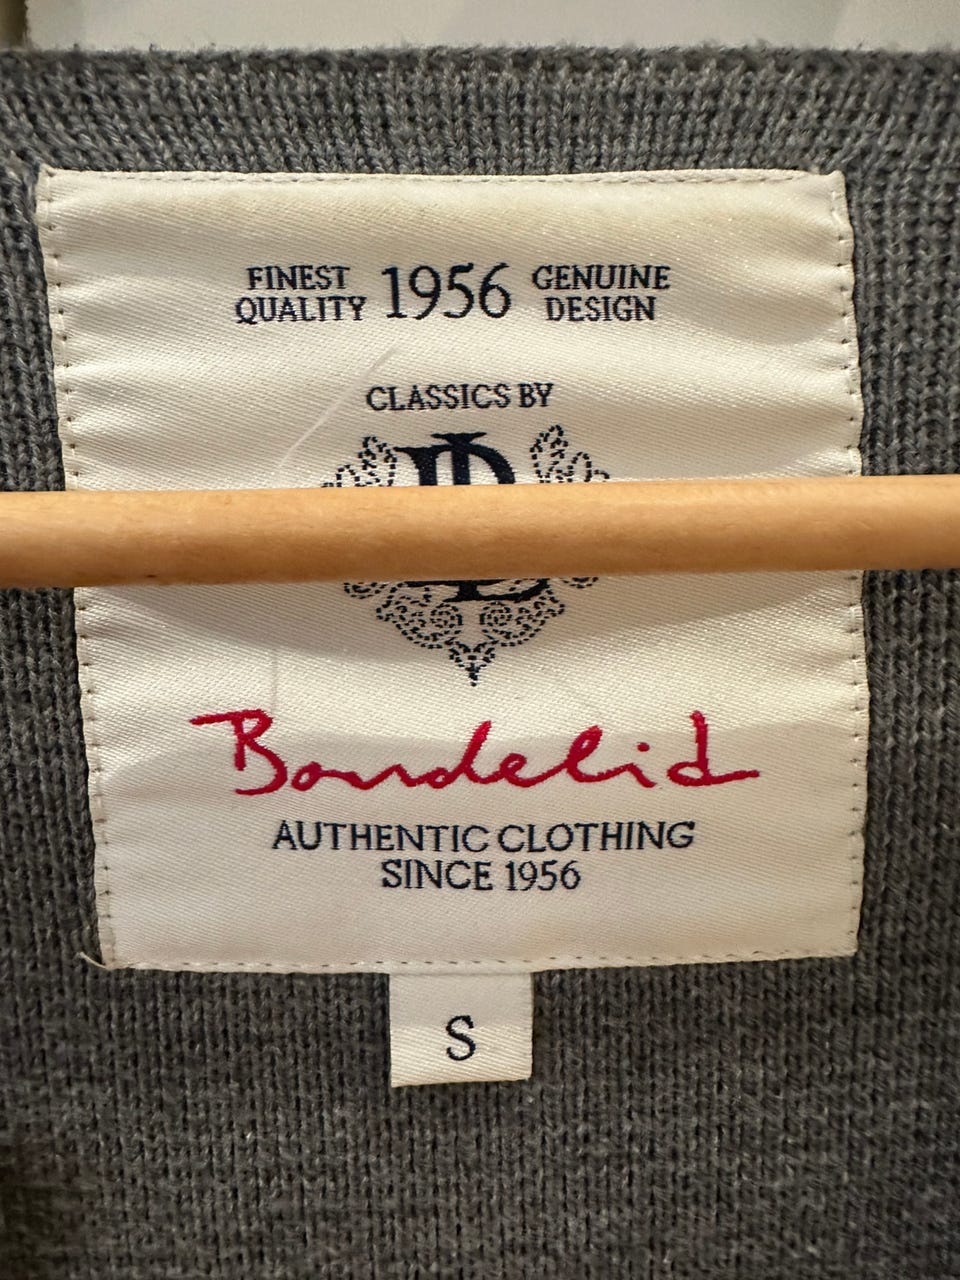 FINEST QUALITY 1956 GENUINE DESIGN
CLASSICS BY
Bondelid
AUTHENTIC CLOTHING
SINCE 1956
S